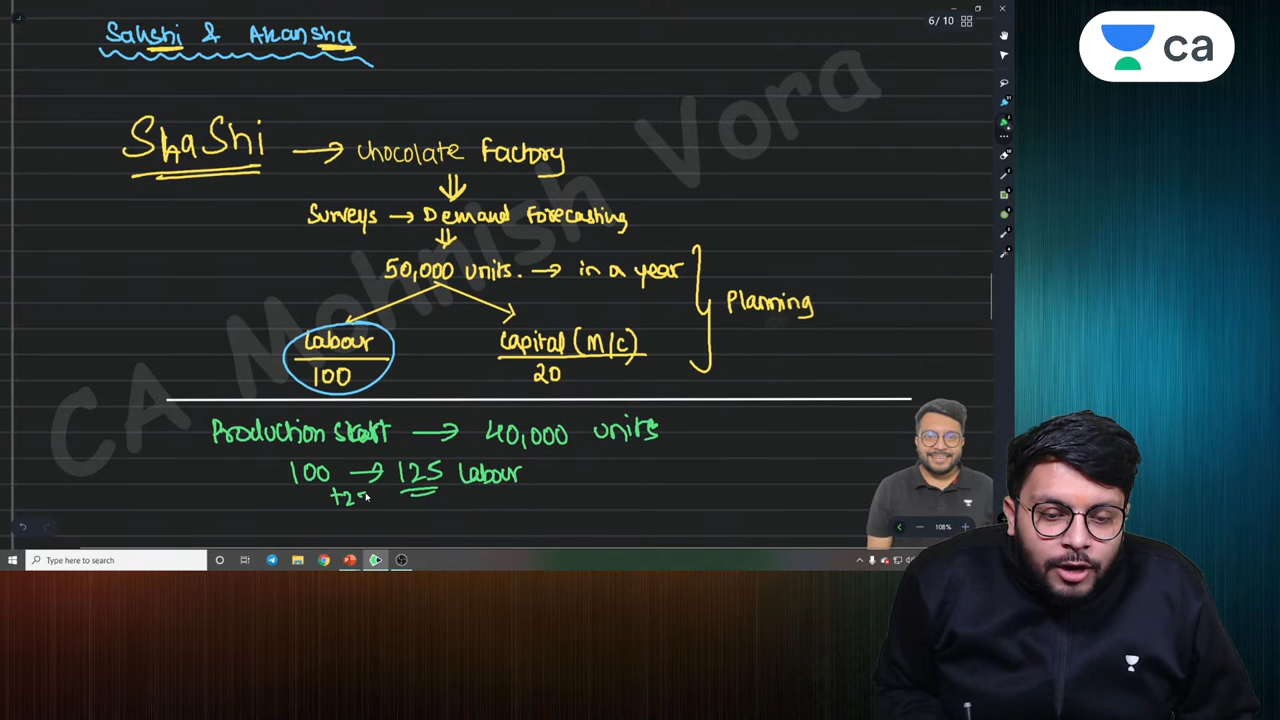 Sakshi & Akansha
6/10
ca
ShaShi → Chocolate Factory
Surveys → Demand Forecasting
50,000 units. → in a year
Planning
Labour
100
Capital (M/C)
20
Production start → 40,000 units
100 → 125 Labour
CA Mohnish Vora
108%
Type here to search